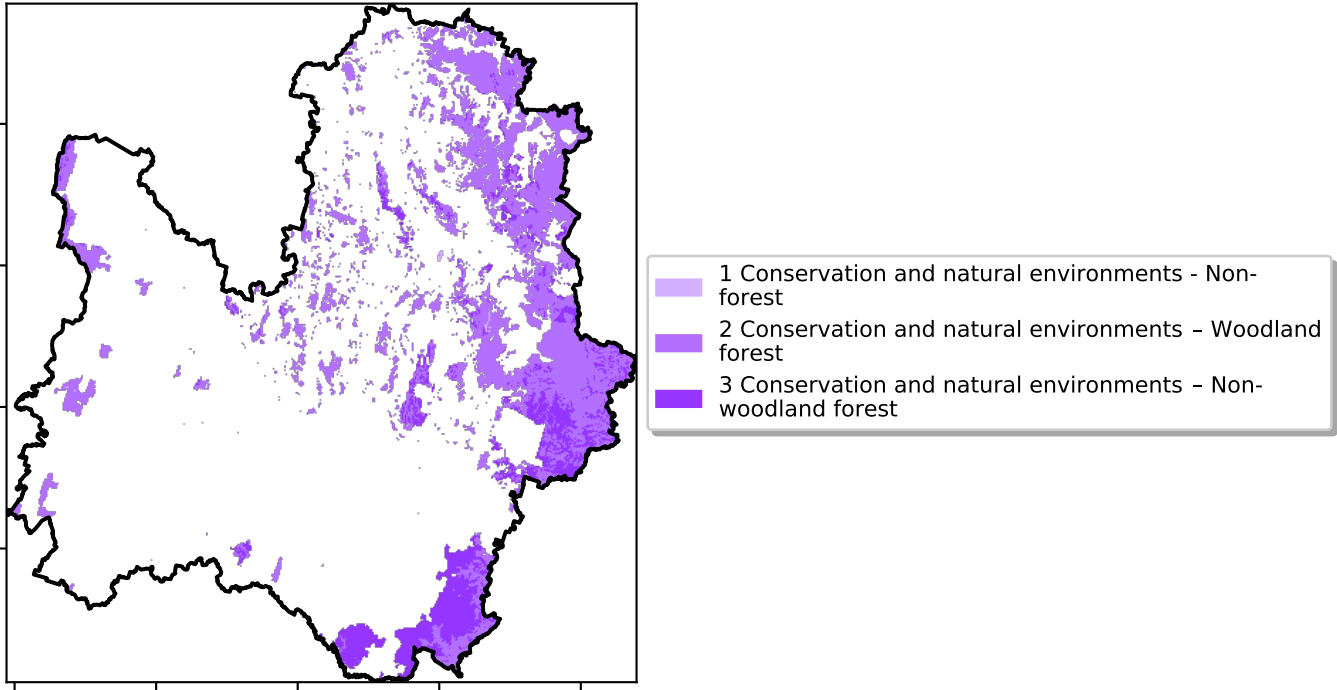 1 Conservation and natural environments - Non-
forest
2 Conservation and natural environments – Woodland
forest
3 Conservation and natural environments – Non-
woodland forest